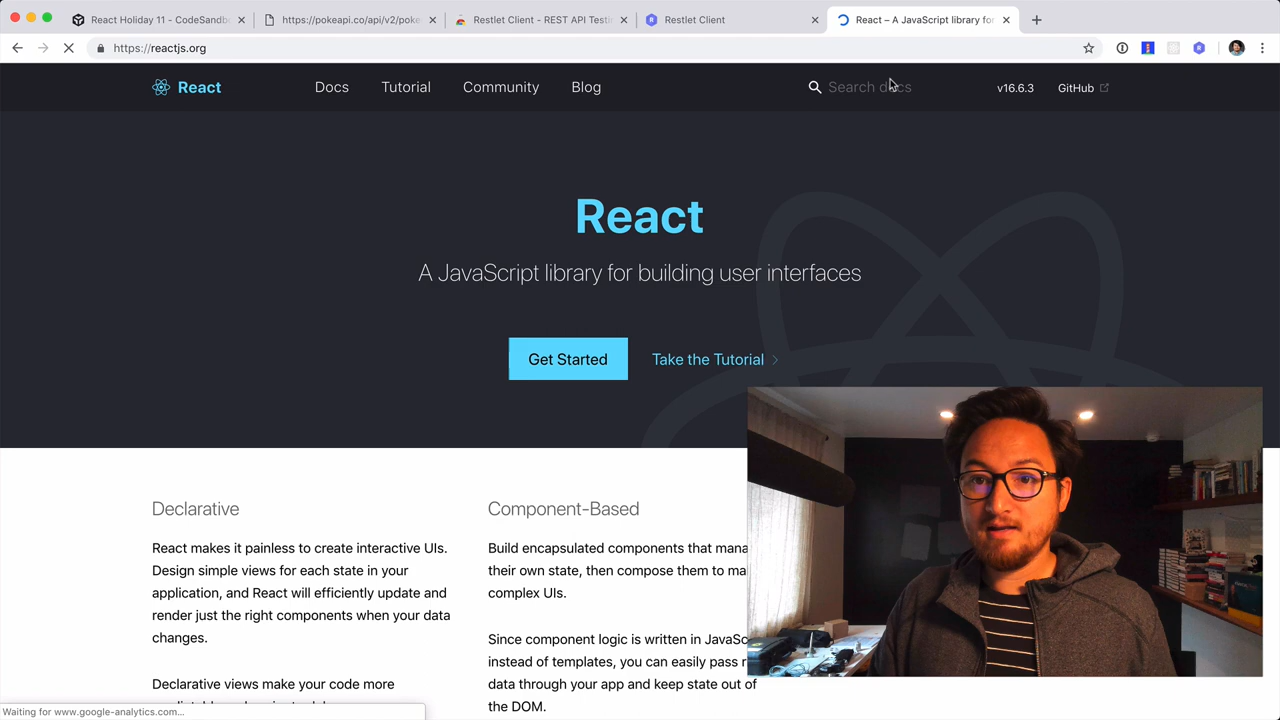 React Holiday 11 - CodeSandb
https://pokeapi.co/api/v2/poke
Restlet Client - REST API Testi
Restlet Client
React – A JavaScript library for
https://reactjs.org
React
Docs
Tutorial
Community
Blog
Search docs
v16.6.3
GitHub
React
A JavaScript library for building user interfaces
Get Started
Take the Tutorial
Declarative
React makes it painless to create interactive UIs.
Design simple views for each state in your
application, and React will efficiently update and
render just the right components when your data
changes.
Declarative views make your code more
Component-Based
Build encapsulated components that mana
their own state, then compose them to ma
complex UIs.
Since component logic is written in JavaSc
instead of templates, you can easily pass r
data through your app and keep state out of
the DOM.
Waiting for www.google-analytics.com...